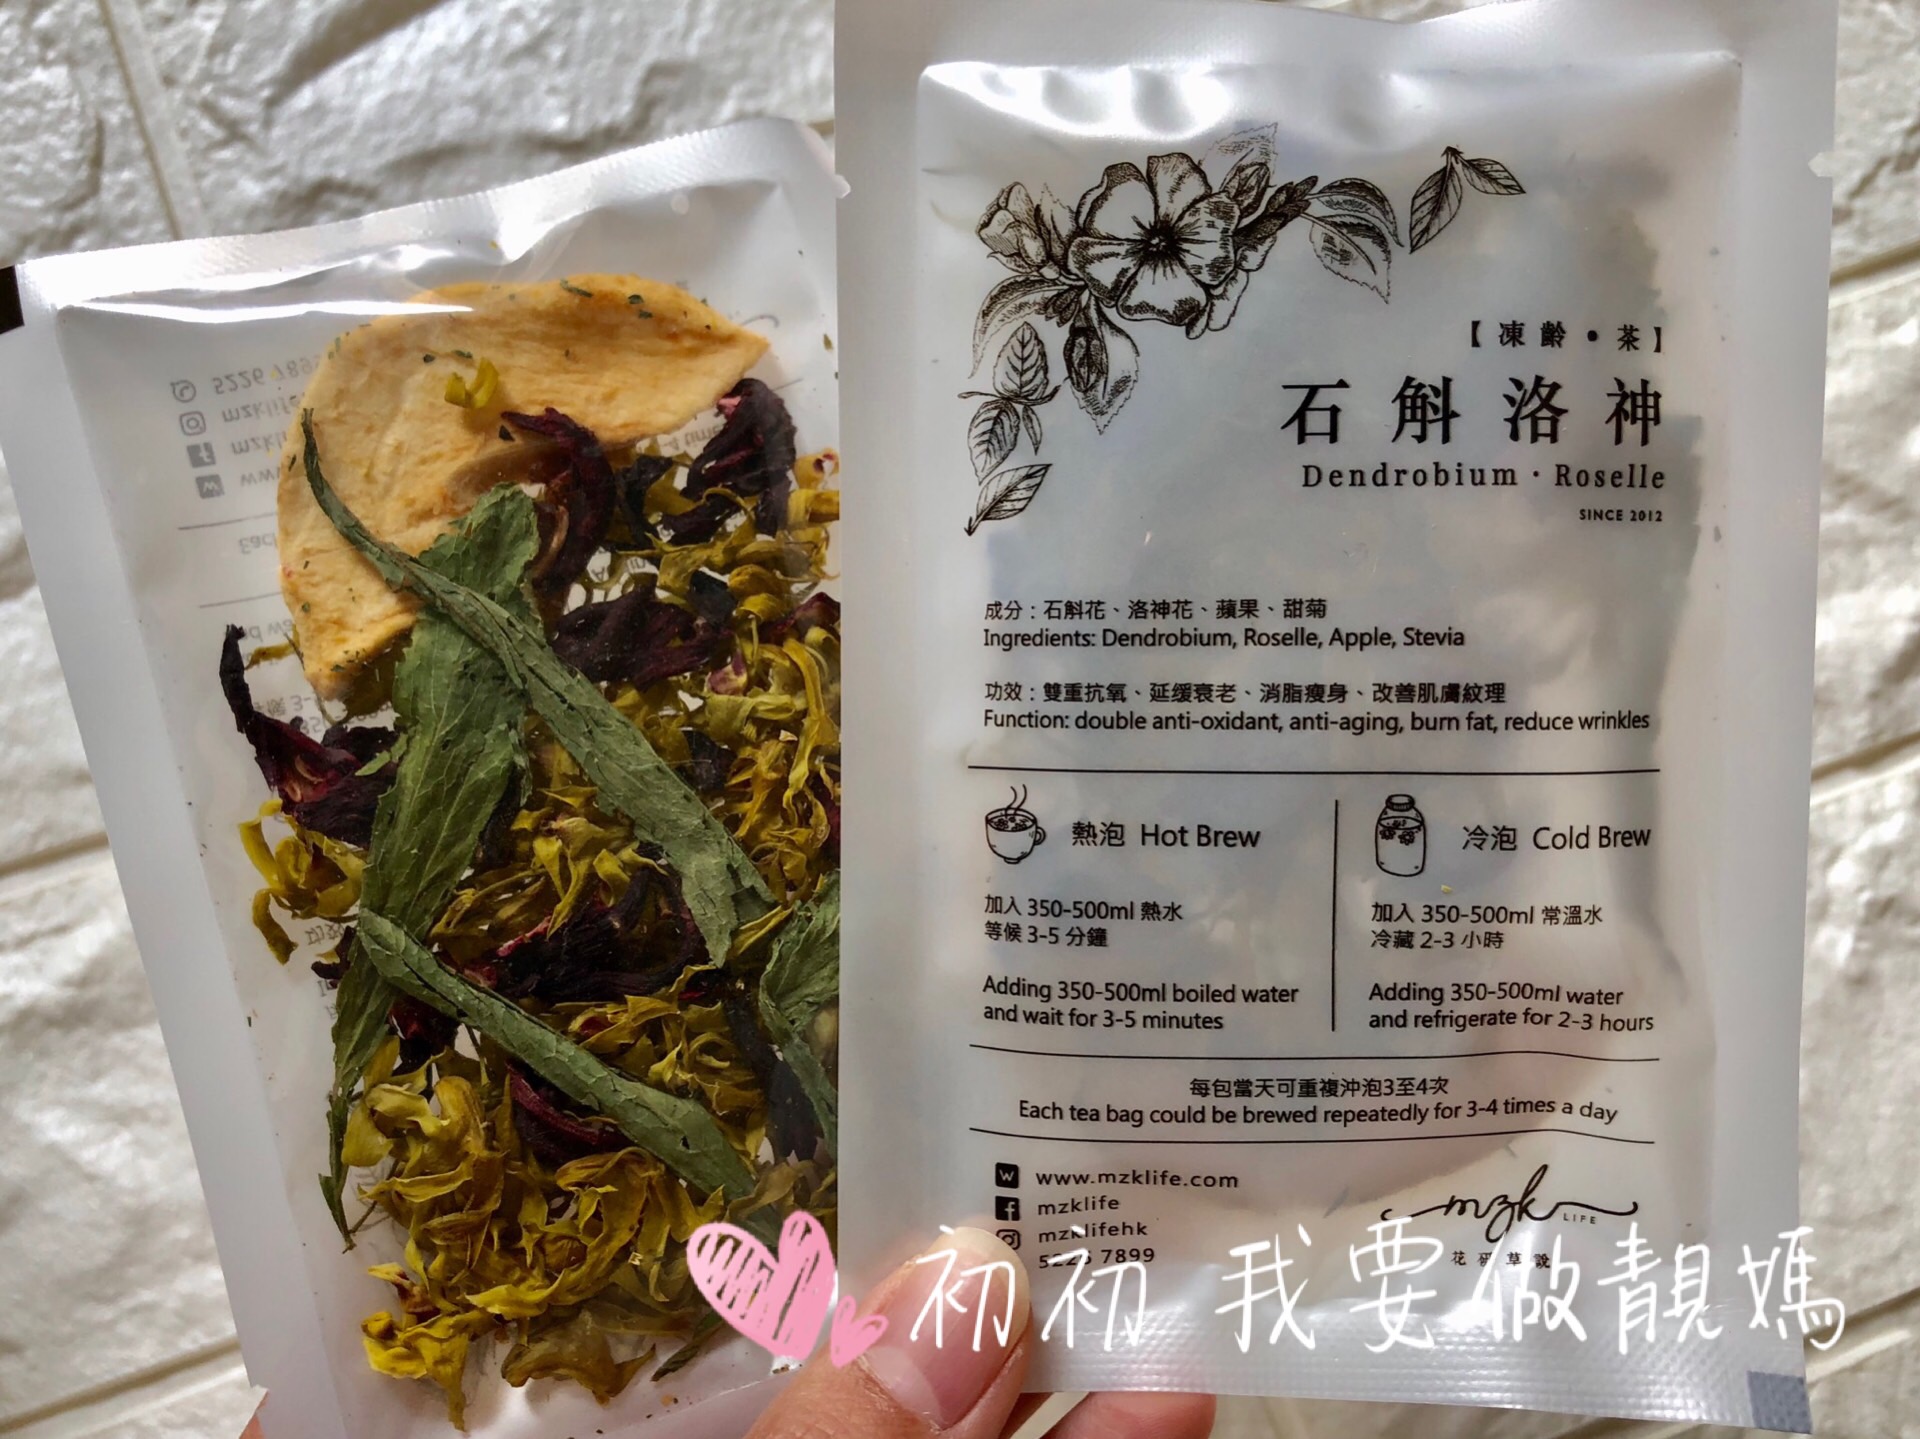 【凍齡•茶】
石斛洛神
Dendrobium · Roselle
SINCE 2012
成分：石斛花、洛神花、蘋果、甜菊
Ingredients: Dendrobium, Roselle, Apple, Stevia
功效：雙重抗氧、延缓衰老、消脂瘦身、改善肌膚紋理
Function: double anti-oxidant, anti-aging, burn fat, reduce wrinkles
熱泡 Hot Brew
加入 350-500ml 熱水
等候 3-5 分鐘
Adding 350-500ml boiled water
and wait for 3-5 minutes
冷泡 Cold Brew
加入 350-500ml 常溫水
冷藏 2-3 小時
Adding 350-500ml water
and refrigerate for 2-3 hours
每包當天可重複沖泡3至4次
Each tea bag could be brewed repeatedly for 3-4 times a day
www.mzklife.com
mzklife
mzklifehk
5226 7899
mzk LIFE
花研草說
初初 我要做靚媽